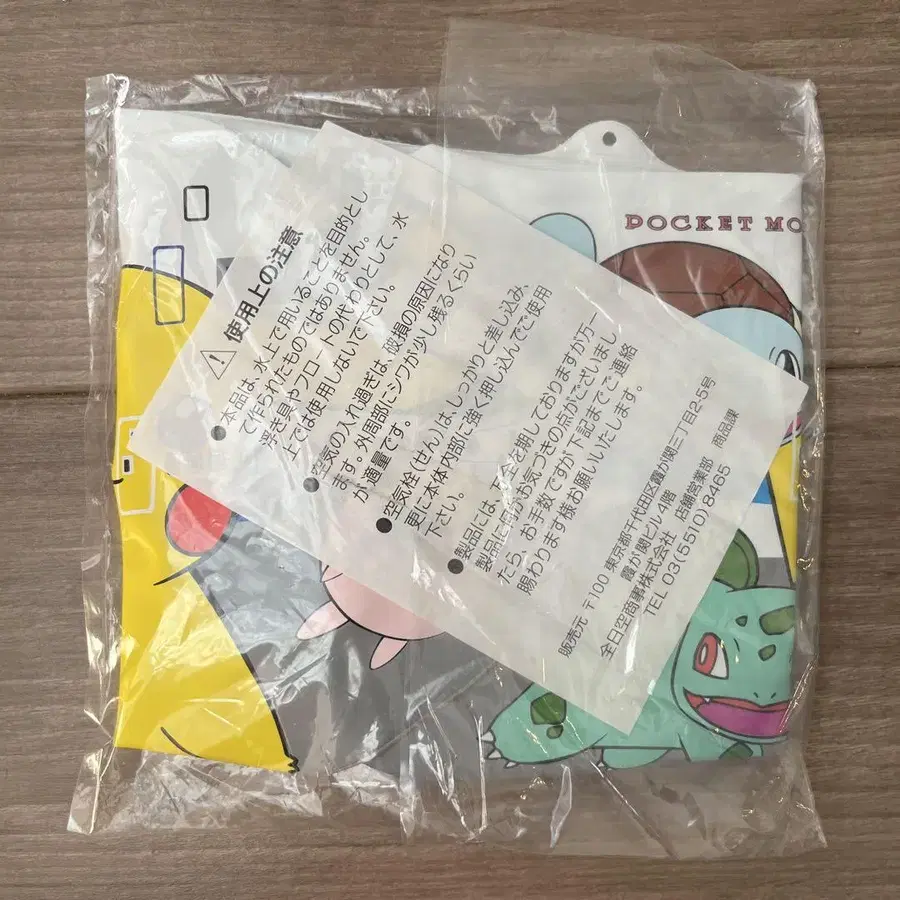 POCKET MO
使用上の注意
●本品は、水上で用いることを目的とし
て作られたものではありません。
浮き具やフロートの代わりとして、水
上では使用しないで下さい。
●空気の入れ過ぎは、破損の原因になり
ます。外周部にシワが少し残るくらい
が適量です。
●空気栓(せん)は、しっかりと差し込み、
更に本体内部に強く押し込んでご使用
下さい。
●製品には、万全を期しておりますが万一
製品に品がお気づきの点がございまし
たら、お手数ですが下記までご連絡
賜わります様お願いいたします。
販売元 〒100 東京都千代田区霞が関三丁目2-5号
霞が関ビル4階
全日空商事株式会社 店舗営業部 商品課
TEL 03(5510)8465